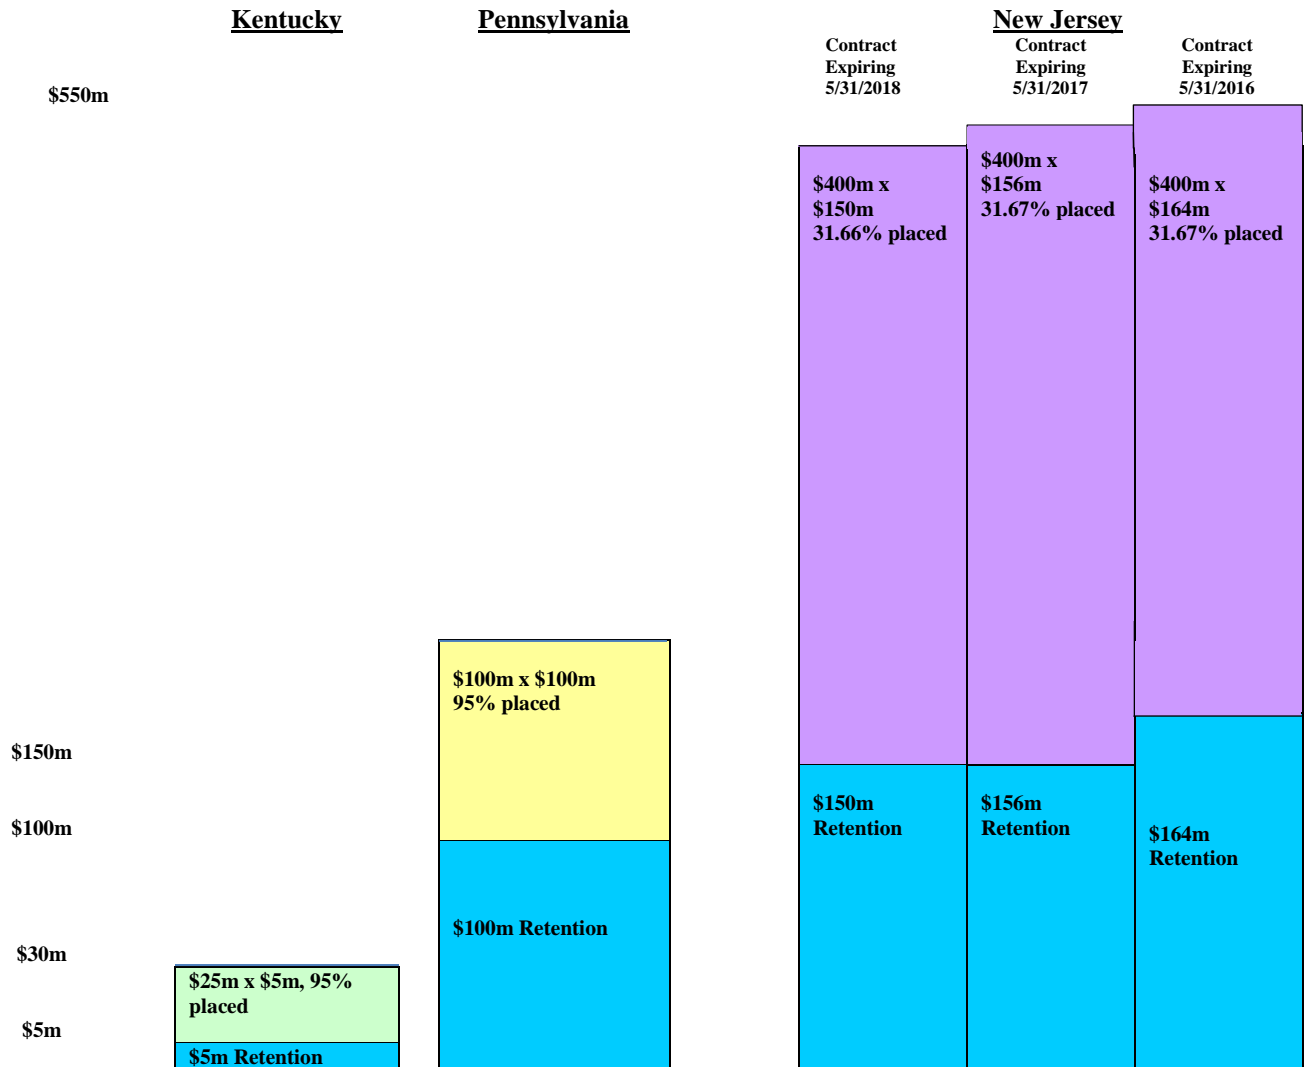 Kentucky
Pennsylvania
New Jersey
Contract
Expiring
5/31/2018
Contract
Expiring
5/31/2017
Contract
Expiring
5/31/2016
$550m
$400m x
$150m
31.66% placed
$400m x
$156m
31.67% placed
$400m x
$164m
31.67% placed
$100m x $100m
95% placed
$150m
$100m
$150m
Retention
$156m
Retention
$164m
Retention
$100m Retention
$30m
$25m x $5m, 95%
placed
$5m
$5m Retention